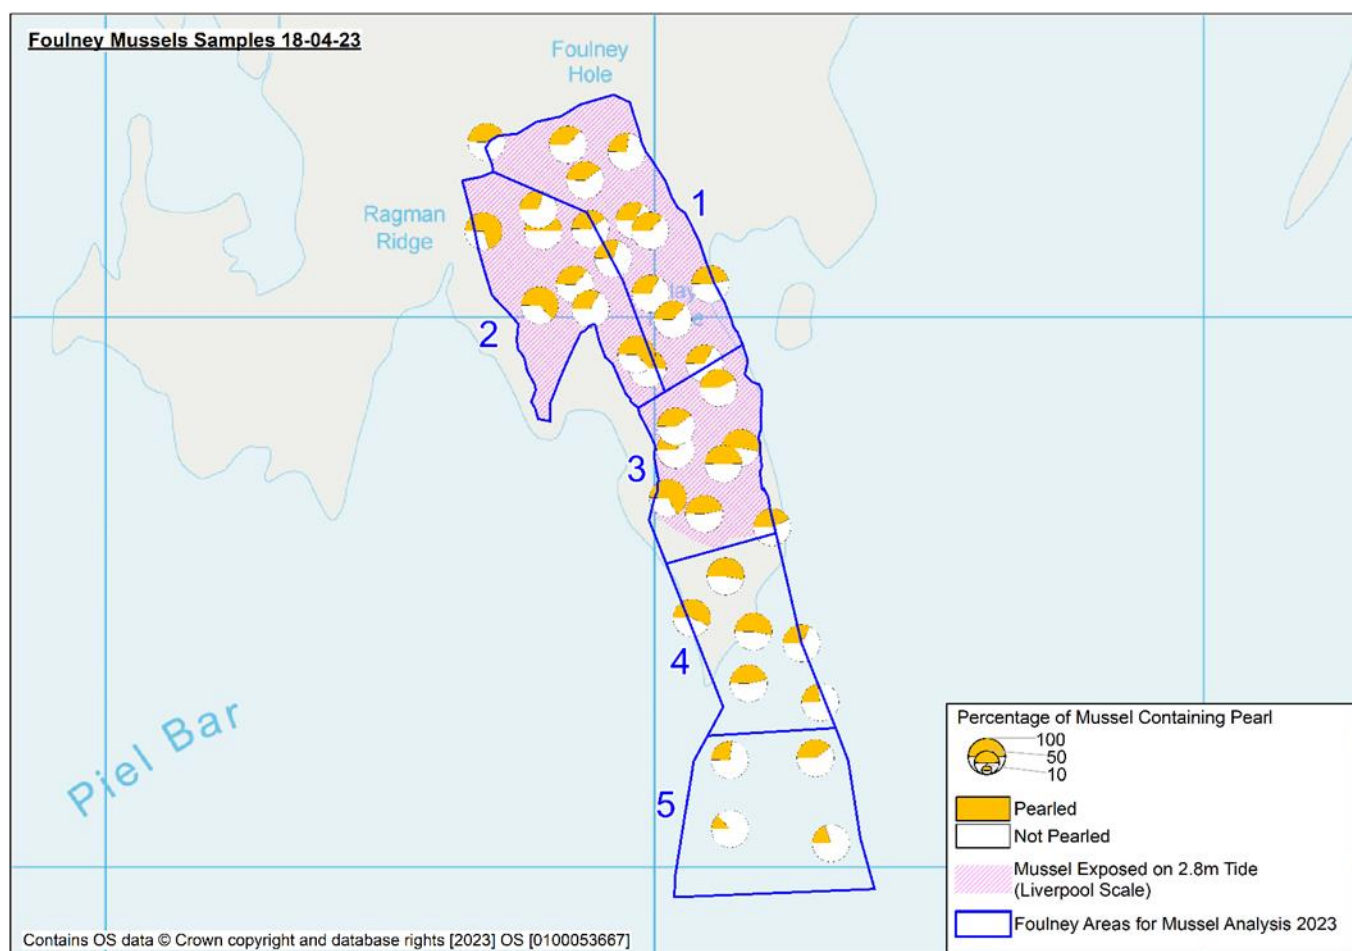 Foulney Mussels Samples 18-04-23
Foulney
Hole
1
Ragman
Ridge
2
3
4
Piel Bar
5
Percentage of Mussel Containing Pearl
100
50
10
Pearled
Not Pearled
Mussel Exposed on 2.8m Tide
(Liverpool Scale)
Foulney Areas for Mussel Analysis 2023
Contains OS data © Crown copyright and database rights [2023] OS [0100053667]